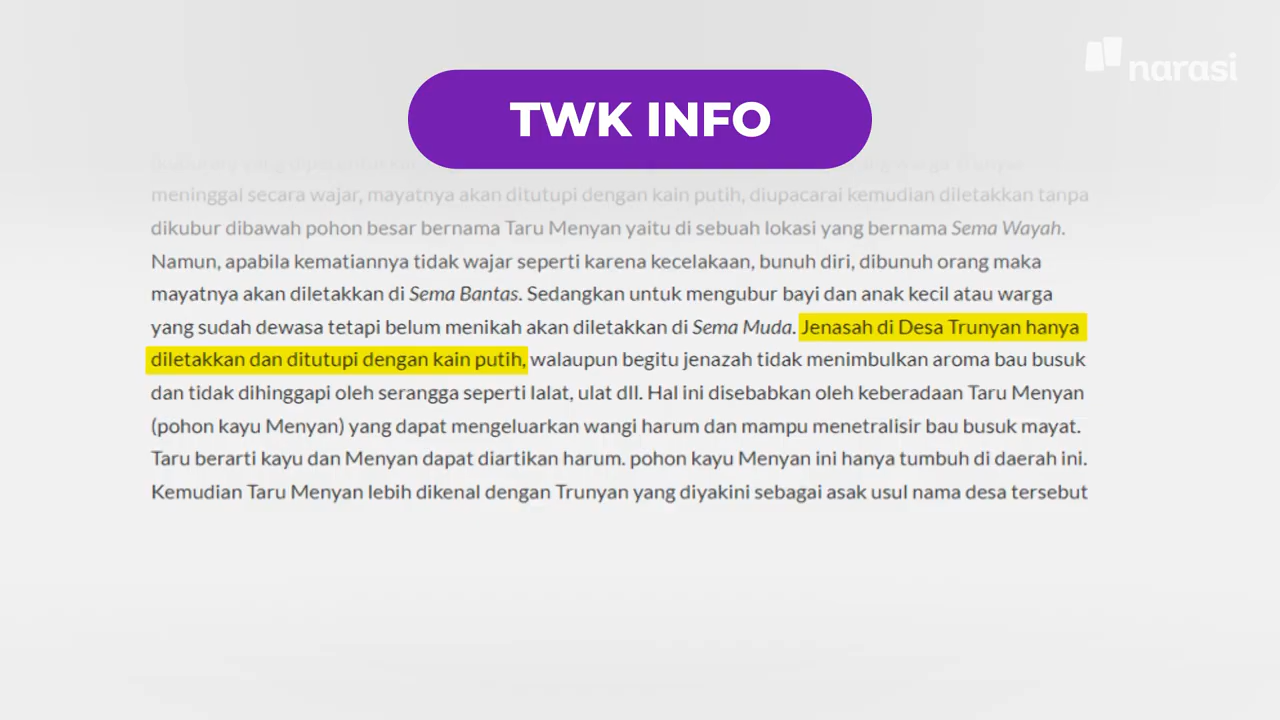 narasi
TWK INFO
meninggal secara wajar, mayatnya akan ditutupi dengan kain putih, diupacarai kemudian diletakkan tanpa
dikubur dibawah pohon besar bernama Taru Menyan yaitu di sebuah lokasi yang bernama Sema Wayah.
Namun, apabila kematiannya tidak wajar seperti karena kecelakaan, bunuh diri, dibunuh orang maka
mayatnya akan diletakkan di Sema Bantas. Sedangkan untuk mengubur bayi dan anak kecil atau warga
yang sudah dewasa tetapi belum menikah akan diletakkan di Sema Muda. Jenasah di Desa Trunyan hanya
diletakkan dan ditutupi dengan kain putih, walaupun begitu jenazah tidak menimbulkan aroma bau busuk
dan tidak dihinggapi oleh serangga seperti lalat, ulat dll. Hal ini disebabkan oleh keberadaan Taru Menyan
(pohon kayu Menyan) yang dapat mengeluarkan wangi harum dan mampu menetralisir bau busuk mayat.
Taru berarti kayu dan Menyan dapat diartikan harum. pohon kayu Menyan ini hanya tumbuh di daerah ini.
Kemudian Taru Menyan lebih dikenal dengan Trunyan yang diyakini sebagai asak usul nama desa tersebut